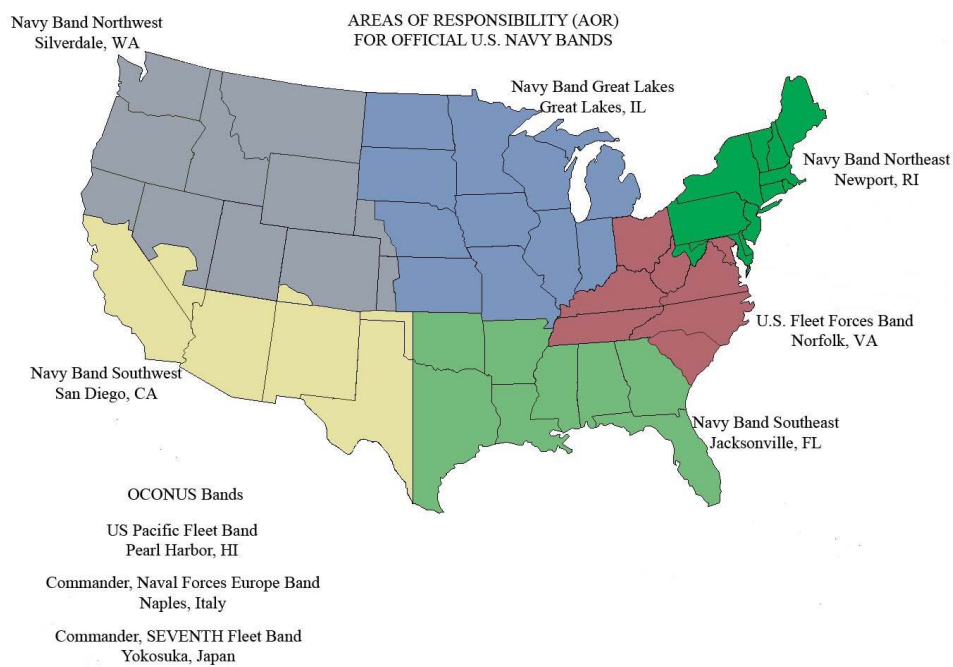 AREAS OF RESPONSIBILITY (AOR)
FOR OFFICIAL U.S. NAVY BANDS
Navy Band Northwest
Silverdale, WA
Navy Band Great Lakes
Great Lakes, IL
Navy Band Northeast
Newport, RI
U.S. Fleet Forces Band
Norfolk, VA
Navy Band Southwest
San Diego, CA
Navy Band Southeast
Jacksonville, FL
OCONUS Bands
US Pacific Fleet Band
Pearl Harbor, HI
Commander, Naval Forces Europe Band
Naples, Italy
Commander, SEVENTH Fleet Band
Yokosuka, Japan